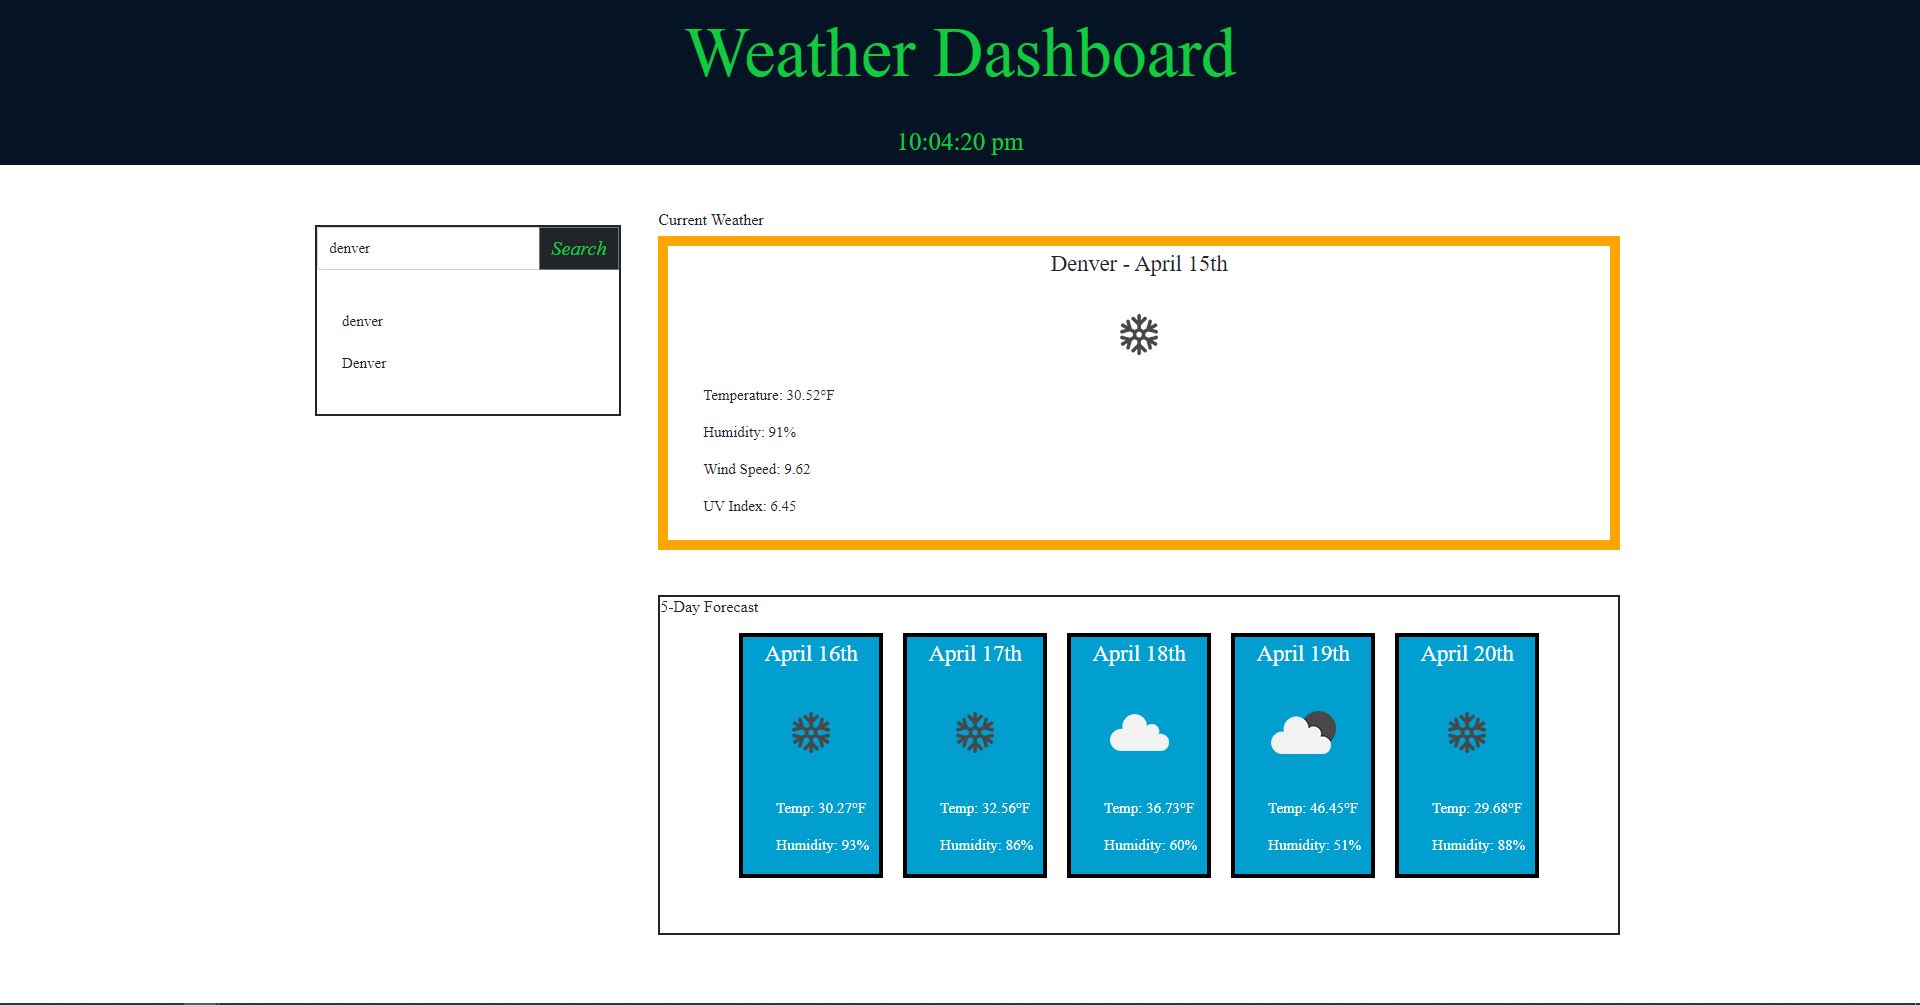 Weather Dashboard
10:04:20 pm
denver
Search
denver
Denver
Current Weather
Denver - April 15th
Temperature: 30.52°F
Humidity: 91%
Wind Speed: 9.62
UV Index: 6.45
5-Day Forecast
April 16th
Temp: 30.27°F
Humidity: 93%
April 17th
Temp: 32.56°F
Humidity: 86%
April 18th
Temp: 36.73°F
Humidity: 60%
April 19th
Temp: 46.45°F
Humidity: 51%
April 20th
Temp: 29.68°F
Humidity: 88%